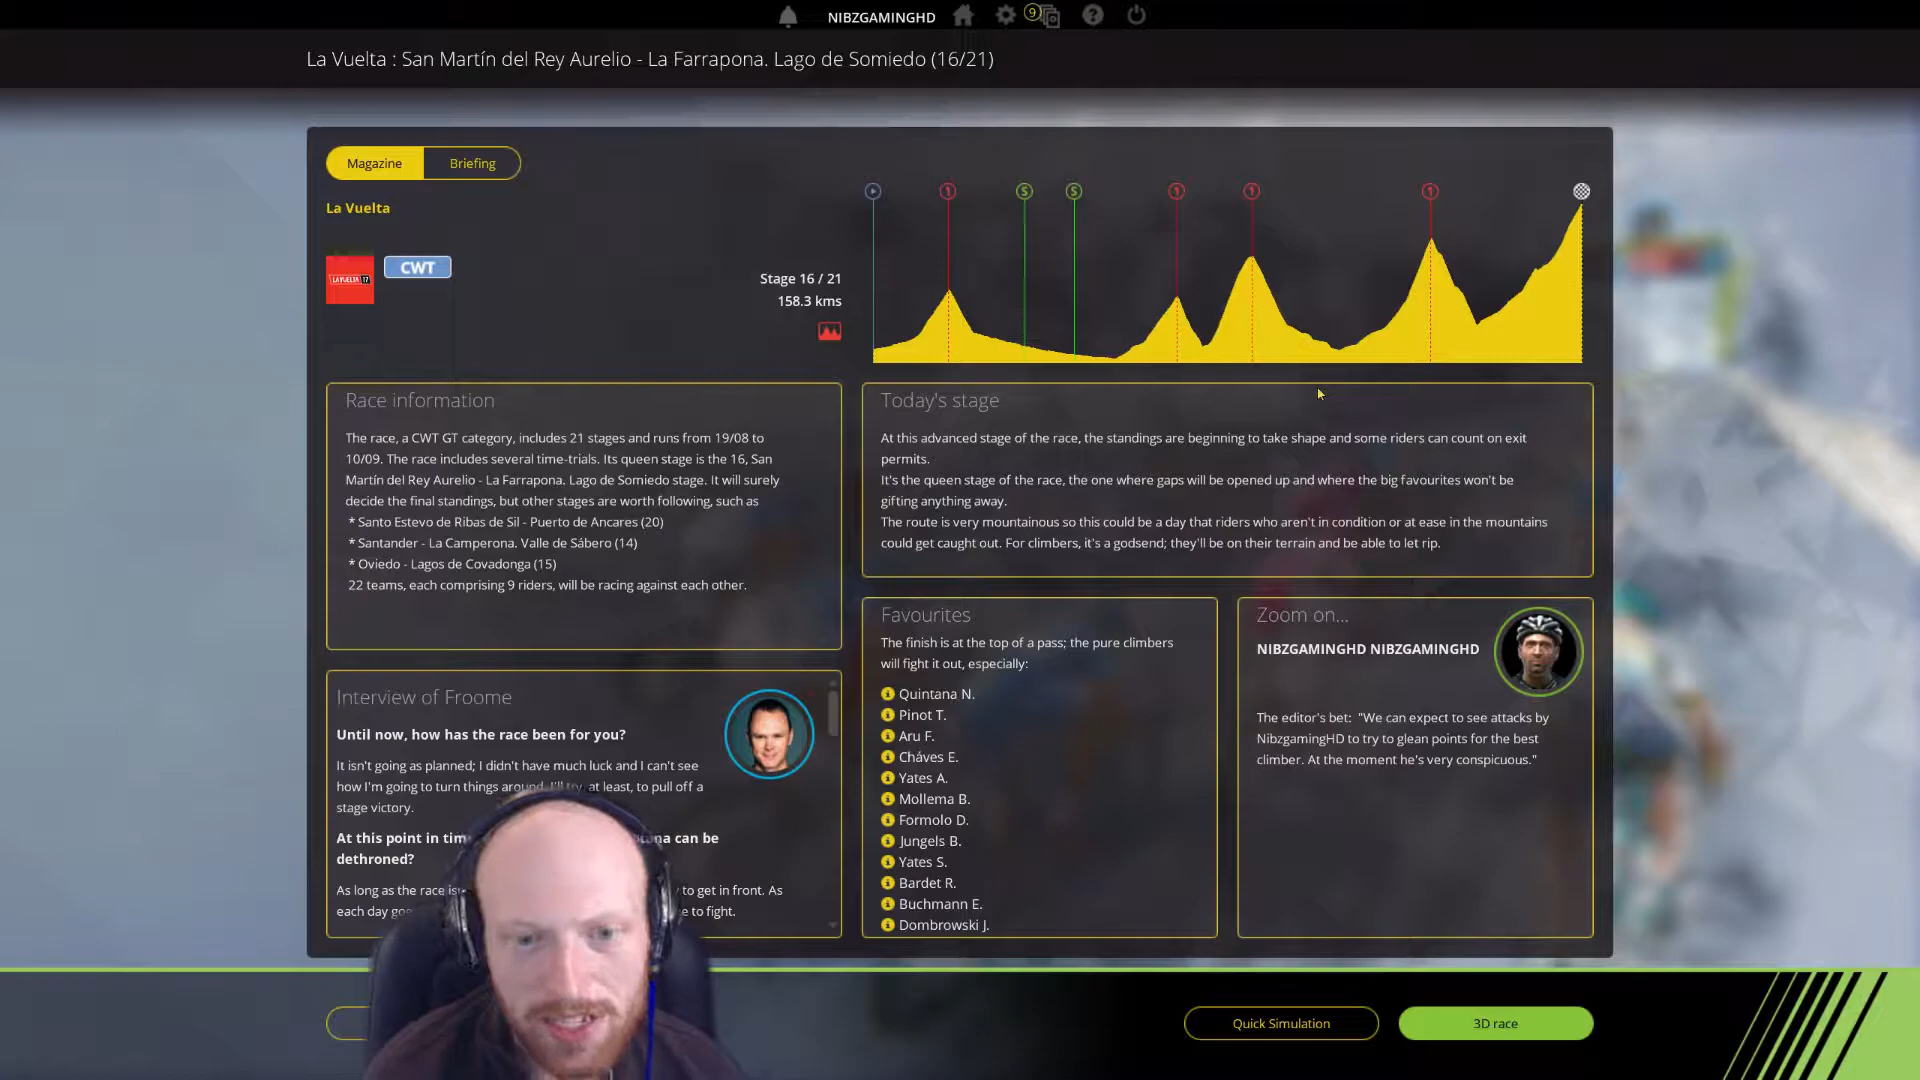 NIBZGAMINGHD
9
La Vuelta : San Martín del Rey Aurelio - La Farrapona. Lago de Somiedo (16/21)
Magazine
Briefing
La Vuelta
LA VUELTA 17
CWT
Stage 16 / 21
158.3 kms
1
S
S
1
1
1
Race information
The race, a CWT GT category, includes 21 stages and runs from 19/08 to
10/09. The race includes several time-trials. Its queen stage is the 16, San
Martín del Rey Aurelio - La Farrapona. Lago de Somiedo stage. It will surely
decide the final standings, but other stages are worth following, such as
* Santo Estevo de Ribas de Sil - Puerto de Ancares (20)
* Santander - La Camperona. Valle de Sábero (14)
* Oviedo - Lagos de Covadonga (15)
22 teams, each comprising 9 riders, will be racing against each other.
Today's stage
At this advanced stage of the race, the standings are beginning to take shape and some riders can count on exit
permits.
It's the queen stage of the race, the one where gaps will be opened up and where the big favourites won't be
gifting anything away.
The route is very mountainous so this could be a day that riders who aren't in condition or at ease in the mountains
could get caught out. For climbers, it's a godsend; they'll be on their terrain and be able to let rip.
Interview of Froome
Until now, how has the race been for you?
It isn't going as planned; I didn't have much luck and I can't see
how I'm going to turn things around. I'll try, at least, to pull off a
stage victory.
At this point in can be
dethroned?
As long as the race to get in front. As
each day to fight.
Favourites
The finish is at the top of a pass; the pure climbers
will fight it out, especially:
Quintana N.
Pinot T.
Aru F.
Cháves E.
Yates A.
Mollema B.
Formolo D.
Jungels B.
Yates S.
Bardet R.
Buchmann E.
Dombrowski J.
Zoom on...
NIBZGAMINGHD NIBZGAMINGHD
The editor's bet: "We can expect to see attacks by
NibzgamingHD to try to glean points for the best
climber. At the moment he's very conspicuous."
Quick Simulation
3D race